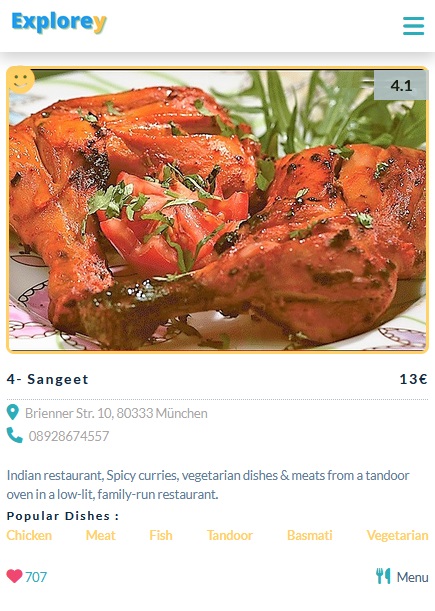 Explorey
4.1
4- Sangeet 13€
Brienner Str. 10, 80333 München
08928674557
Indian restaurant, Spicy curries, vegetarian dishes & meats from a tandoor
oven in a low-lit, family-run restaurant.
Popular Dishes :
Chicken Meat Fish Tandoor Basmati Vegetarian
707 Menu